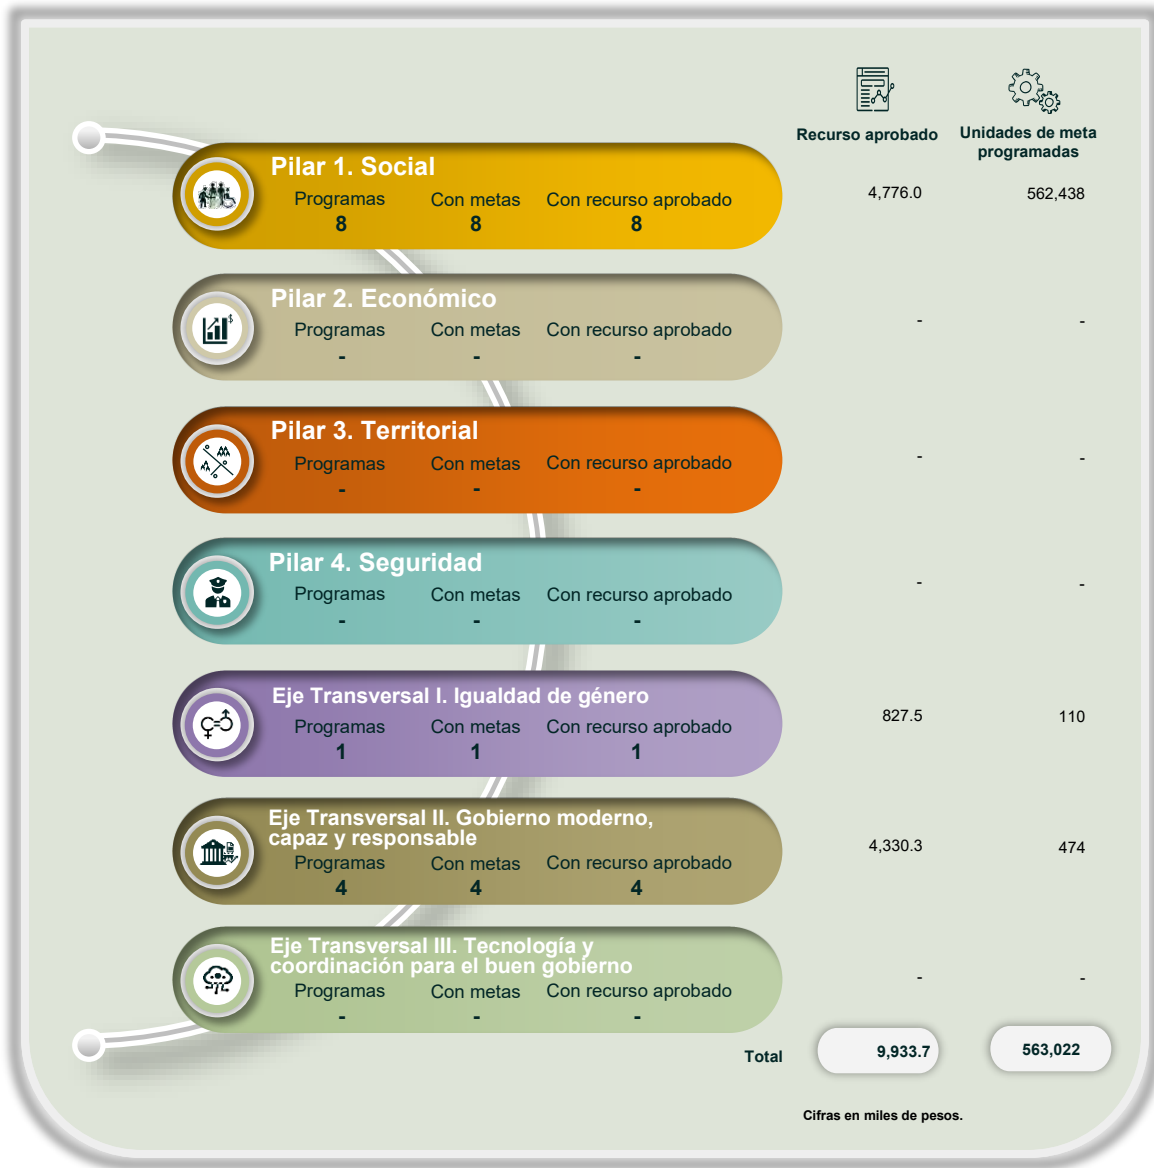 Recurso aprobado
Unidades de meta
programadas
Pilar 1. Social
Programas Con metas Con recurso aprobado
8 8 8
4,776.0 562,438
Pilar 2. Económico
Programas Con metas Con recurso aprobado
- - -
- -
Pilar 3. Territorial
Programas Con metas Con recurso aprobado
- - -
- -
Pilar 4. Seguridad
Programas Con metas Con recurso aprobado
- - -
- -
Eje Transversal I. Igualdad de género
Programas Con metas Con recurso aprobado
1 1 1
827.5 110
Eje Transversal II. Gobierno moderno,
capaz y responsable
Programas Con metas Con recurso aprobado
4 4 4
4,330.3 474
Eje Transversal III. Tecnología y
coordinación para el buen gobierno
Programas Con metas Con recurso aprobado
- - -
- -
Total 9,933.7 563,022
Cifras en miles de pesos.